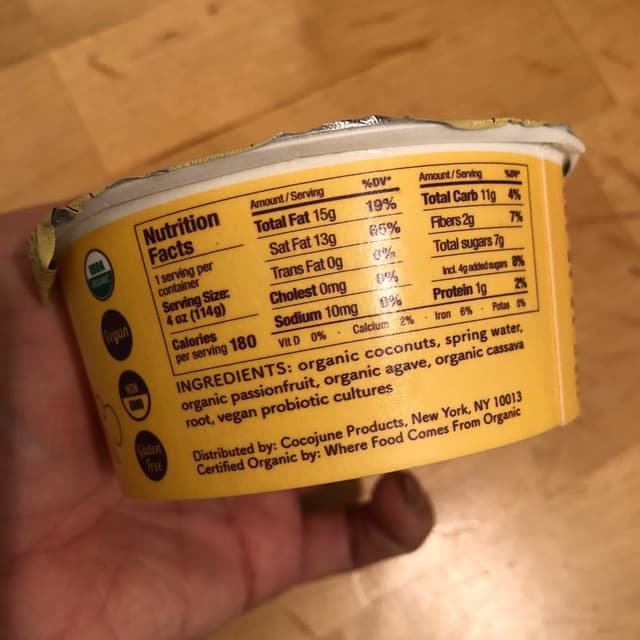 Nutrition
Facts
1 serving per
container
Serving Size:
4 oz (114g)
Calories
per serving 180
Amount/Serving %DV*
Total Fat 15g 19%
Sat Fat 13g 65%
Trans Fat 0g 0%
Cholest 0mg 0%
Sodium 10mg 0%
Amount/Serving %DV*
Total Carb 11g 4%
Fibers 2g 7%
Total sugars 7g
Incl. 4g added sugars 8%
Protein 1g 2%
Vit D 0% · Calcium 2% · Iron 6% · Potas 0%
INGREDIENTS: organic coconuts, spring water,
organic passionfruit, organic agave, organic cassava
root, vegan probiotic cultures
Distributed by: Cocojune Products, New York, NY 10013
Certified Organic by: Where Food Comes From Organic
USDA
ORGANIC
Vegan
NON
GMO
Gluten
Free